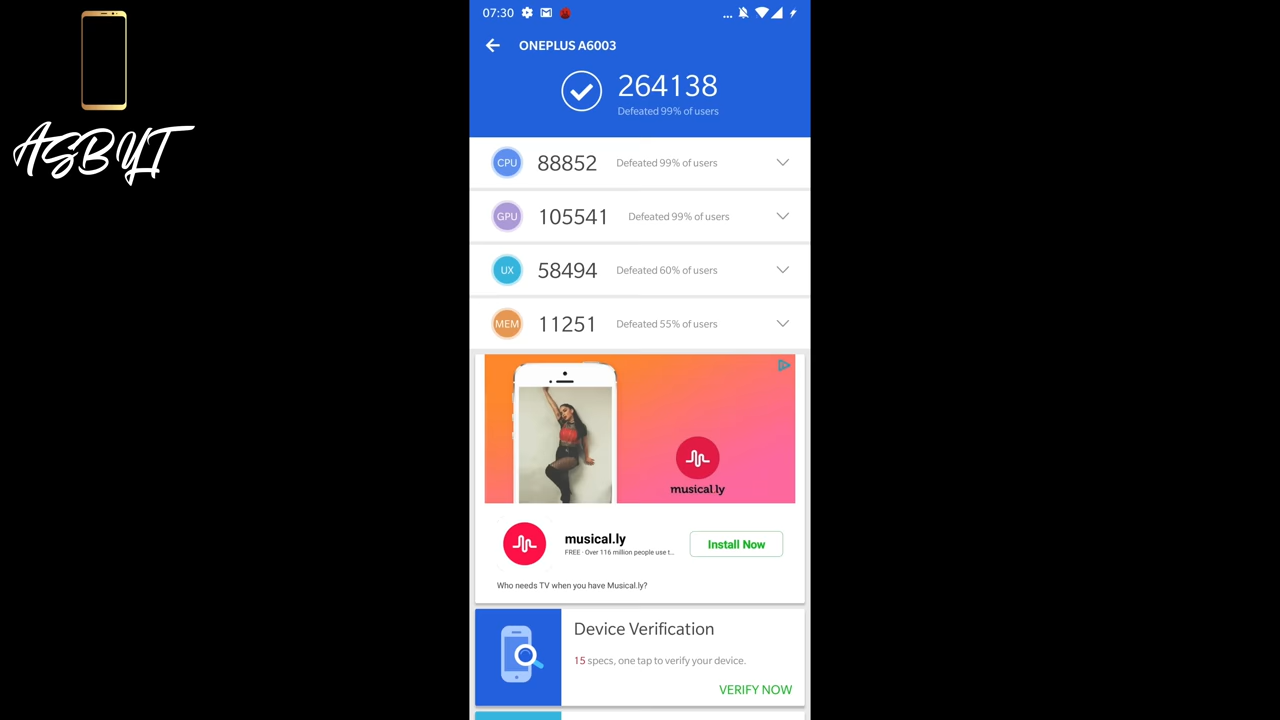 ASBYT
07:30
...
ONEPLUS A6003
264138
Defeated 99% of users
CPU 88852 Defeated 99% of users
GPU 105541 Defeated 99% of users
UX 58494 Defeated 60% of users
MEM 11251 Defeated 55% of users
musical.ly
musical.ly
FREE · Over 116 million people use t...
Install Now
Who needs TV when you have Musical.ly?
Device Verification
15 specs, one tap to verify your device.
VERIFY NOW